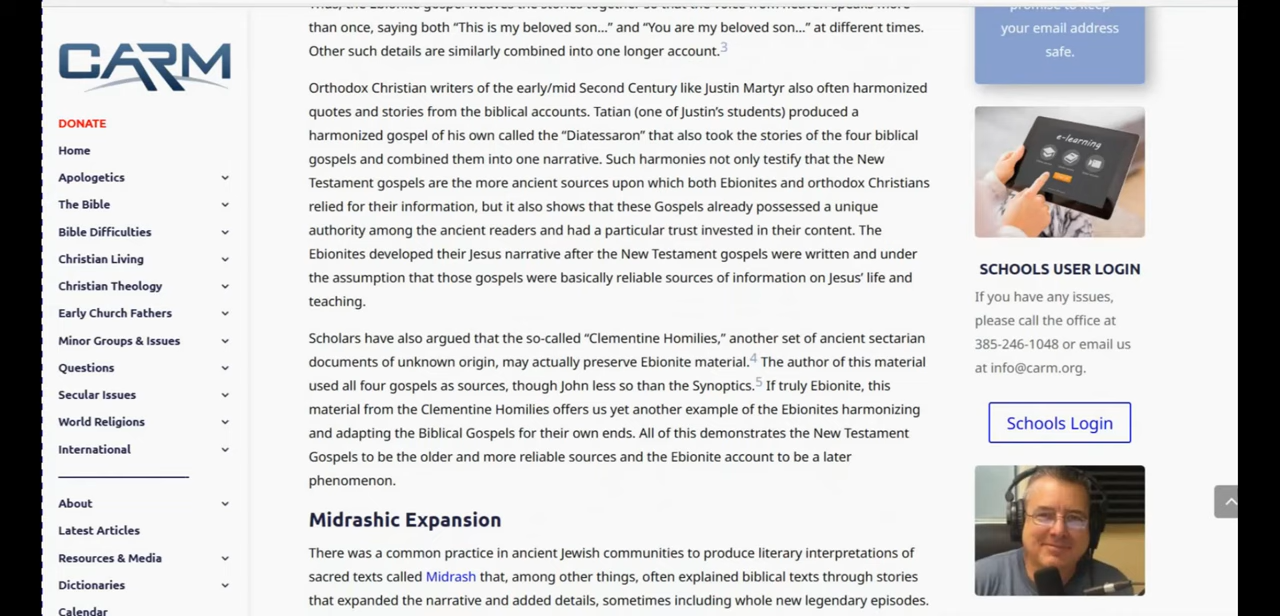 CARM
DONATE
Home
Apologetics
The Bible
Bible Difficulties
Christian Living
Christian Theology
Early Church Fathers
Minor Groups & Issues
Questions
Secular Issues
World Religions
International
About
Latest Articles
Resources & Media
Dictionaries
Calendar
Thus, the Ebionite gospel weaves the stories together so that the voice from heaven speaks more
than once, saying both “This is my beloved son...” and “You are my beloved son...” at different times.
Other such details are similarly combined into one longer account.3
Orthodox Christian writers of the early/mid Second Century like Justin Martyr also often harmonized
quotes and stories from the biblical accounts. Tatian (one of Justin’s students) produced a
harmonized gospel of his own called the “Diatessaron” that also took the stories of the four biblical
gospels and combined them into one narrative. Such harmonies not only testify that the New
Testament gospels are the more ancient sources upon which both Ebionites and orthodox Christians
relied for their information, but it also shows that these Gospels already possessed a unique
authority among the ancient readers and had a particular trust invested in their content. The
Ebionites developed their Jesus narrative after the New Testament gospels were written and under
the assumption that those gospels were basically reliable sources of information on Jesus’ life and
teaching.
Scholars have also argued that the so-called “Clementine Homilies,” another set of ancient sectarian
documents of unknown origin, may actually preserve Ebionite material.4 The author of this material
used all four gospels as sources, though John less so than the Synoptics.5 If truly Ebionite, this
material from the Clementine Homilies offers us yet another example of the Ebionites harmonizing
and adapting the Biblical Gospels for their own ends. All of this demonstrates the New Testament
Gospels to be the older and more reliable sources and the Ebionite account to be a later
phenomenon.
Midrashic Expansion
There was a common practice in ancient Jewish communities to produce literary interpretations of
sacred texts called Midrash that, among other things, often explained biblical texts through stories
that expanded the narrative and added details, sometimes including whole new legendary episodes.
promise to keep
your email address
safe.
e-learning
SCHOOLS USER LOGIN
If you have any issues,
please call the office at
385-246-1048 or email us
at info@carm.org.
Schools Login